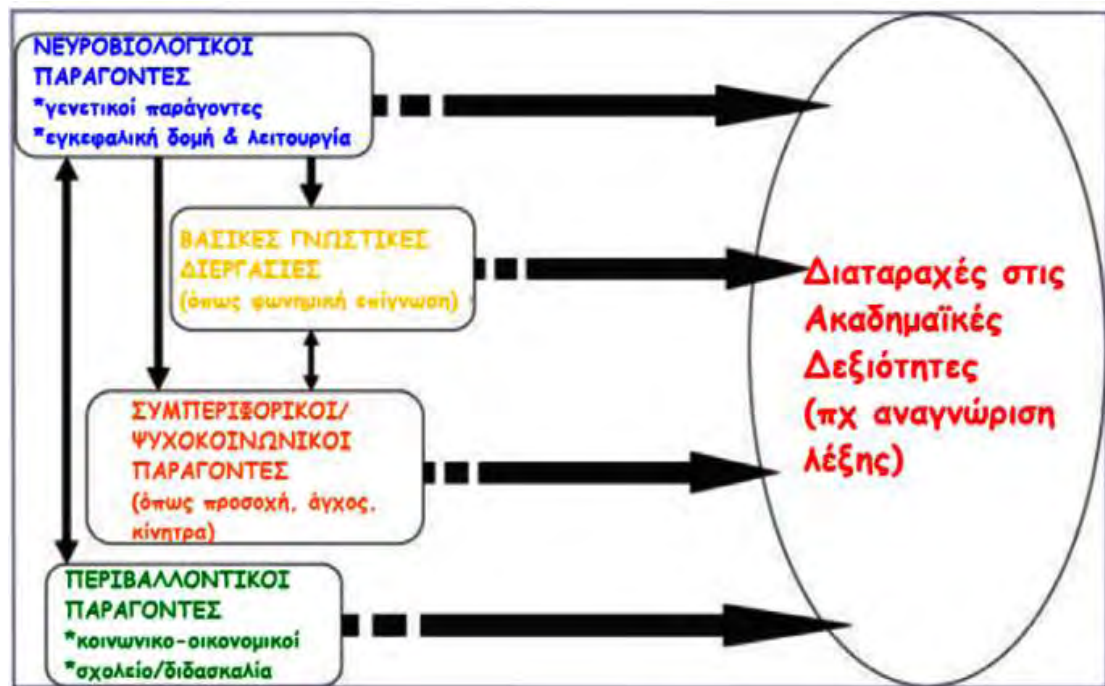 ΝΕΥΡΟΒΙΟΛΟΓΙΚΟΙ
ΠΑΡΑΓΟΝΤΕΣ
*γενετικοί παράγοντες
*εγκεφαλική δομή & λειτουργία
ΒΑΣΙΚΕΣ ΓΝΩΣΤΙΚΕΣ
ΔΙΕΡΓΑΣΙΕΣ
(όπως φωνημική επίγνωση)
ΣΥΜΠΕΡΙΦΟΡΙΚΟΙ/
ΨΥΧΟΚΟΙΝΩΝΙΚΟΙ
ΠΑΡΑΓΟΝΤΕΣ
(όπως προσοχή, άγχος,
κίνητρα)
ΠΕΡΙΒΑΛΛΟΝΤΙΚΟΙ
ΠΑΡΑΓΟΝΤΕΣ
*κοινωνικο-οικονομικοί
*σχολείο/διδασκαλία
Διαταραχές στις
Ακαδημαϊκές
Δεξιότητες
(πχ αναγνώριση
λέξης)